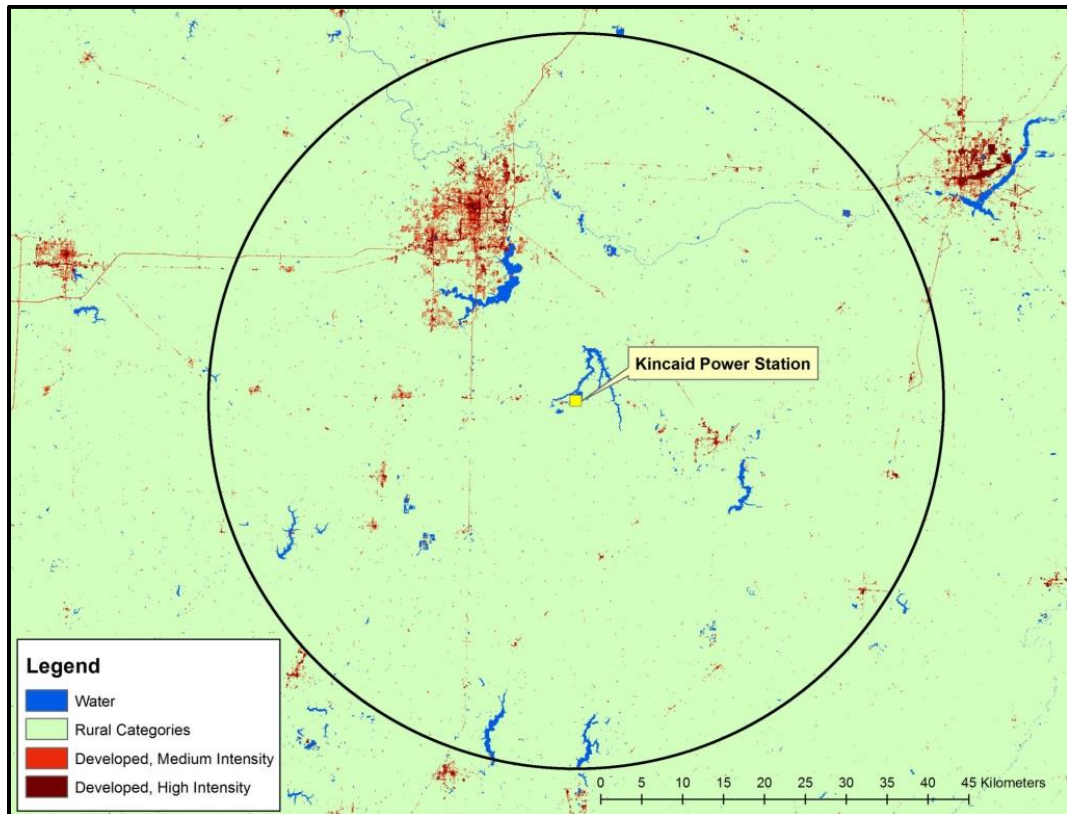 Kincaid Power Station
Legend
Water
Rural Categories
Developed, Medium Intensity
Developed, High Intensity
0 5 10 15 20 25 30 35 40 45 Kilometers